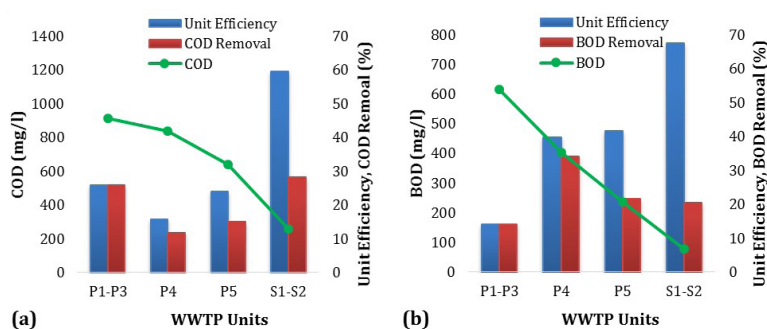 Unit Efficiency
COD Removal
COD
1400
1200
1000
800
600
400
200
0
COD (mg/l)
70
60
50
40
30
20
10
0
Unit Efficiency, COD Remoal (%)
P1-P3 P4 P5 S1-S2
WWTP Units
(a)
Unit Efficiency
BOD Removal
BOD
800
700
600
500
400
300
200
100
0
BOD (mg/l)
70
60
50
40
30
20
10
0
Unit Efficiency, BOD Removal (%)
P1-P3 P4 P5 S1-S2
WWTP Units
(b)